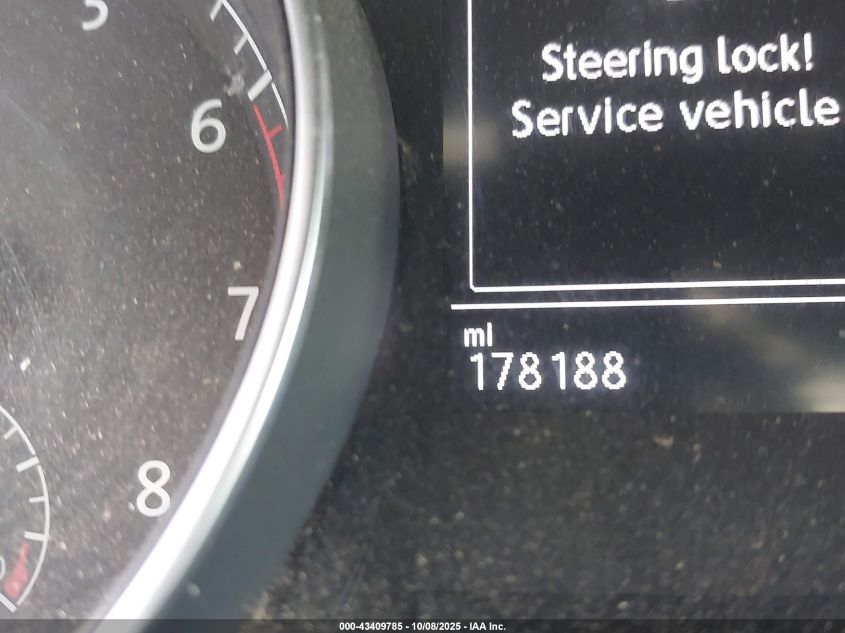 5
6
7
8
Steering lock!
Service vehicle
mi
178188
000-43409785 - 10/08/2025 - IAA Inc.